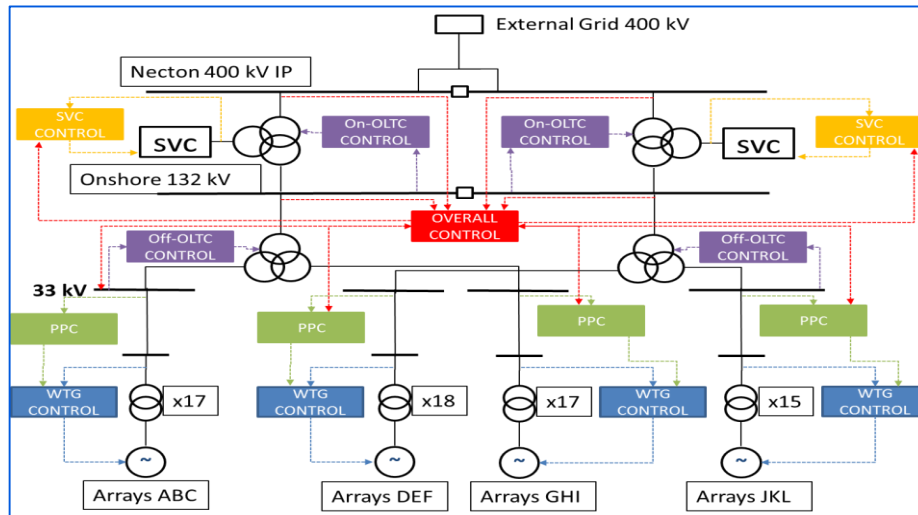 External Grid 400 kV
Necton 400 kV IP
SVC
CONTROL
SVC
On-OLTC
CONTROL
On-OLTC
CONTROL
SVC
SVC
CONTROL
Onshore 132 kV
OVERALL
CONTROL
Off-OLTC
CONTROL
Off-OLTC
CONTROL
33 kV
PPC
PPC
PPC
PPC
WTG
CONTROL
x17
WTG
CONTROL
x18
x17
WTG
CONTROL
x15
WTG
CONTROL
~
~
~
~
Arrays ABC
Arrays DEF
Arrays GHI
Arrays JKL